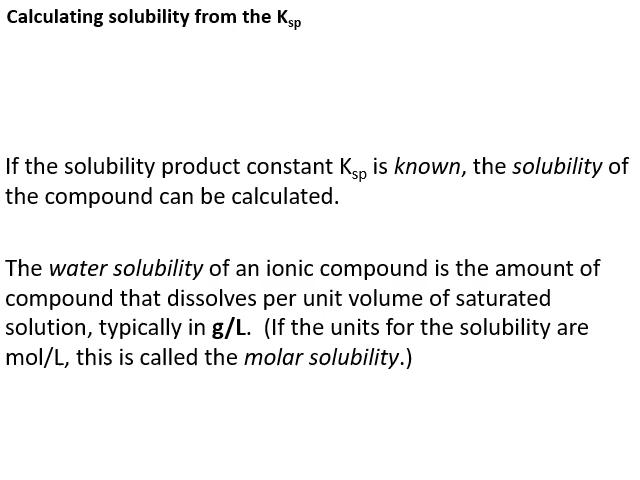 Calculating solubility from the Ksp
If the solubility product constant Ksp is known, the solubility of
the compound can be calculated.
The water solubility of an ionic compound is the amount of
compound that dissolves per unit volume of saturated
solution, typically in g/L.  (If the units for the solubility are
mol/L, this is called the molar solubility.)